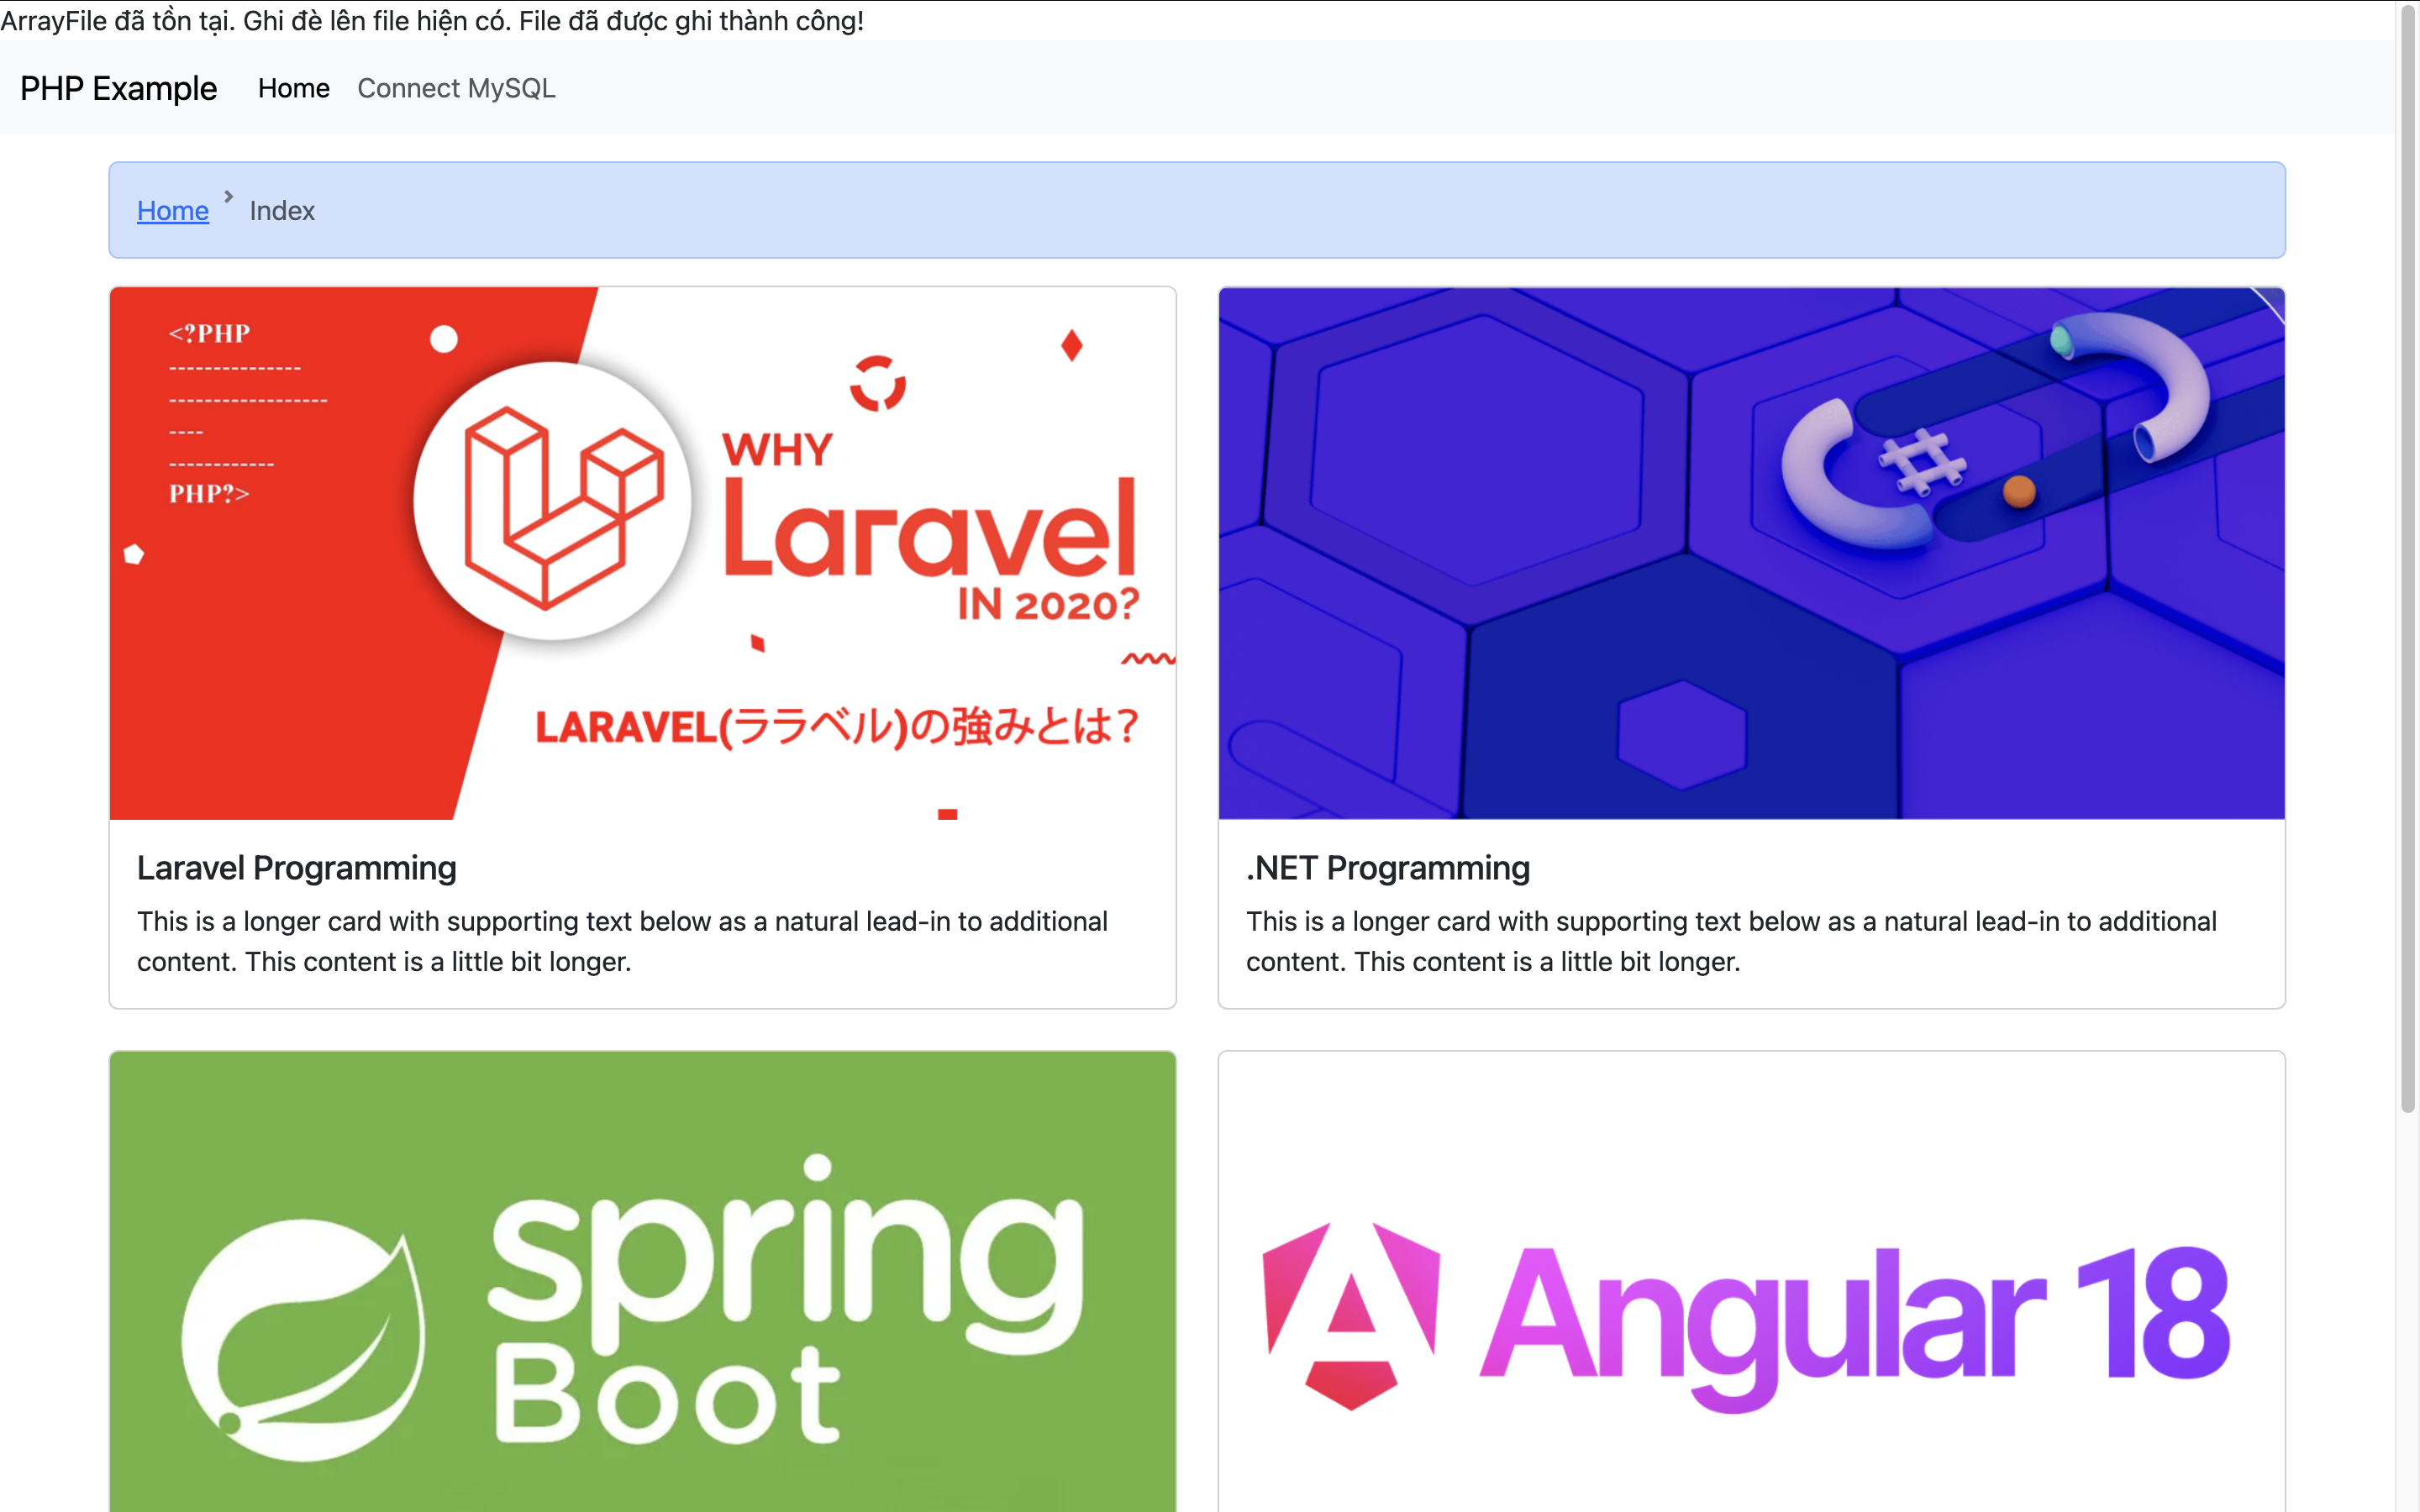 ArrayFile đã tồn tại. Ghi đè lên file hiện có. File đã được ghi thành công!
PHP Example Home Connect MySQL
Home > Index
<?PHP
---------------
------------------
----
------------
PHP?>
WHY
Laravel
IN 2020?
LARAVEL(ララベル)の強みとは?
Laravel Programming
This is a longer card with supporting text below as a natural lead-in to additional
content. This content is a little bit longer.
.NET Programming
This is a longer card with supporting text below as a natural lead-in to additional
content. This content is a little bit longer.
spring
Boot
Angular 18